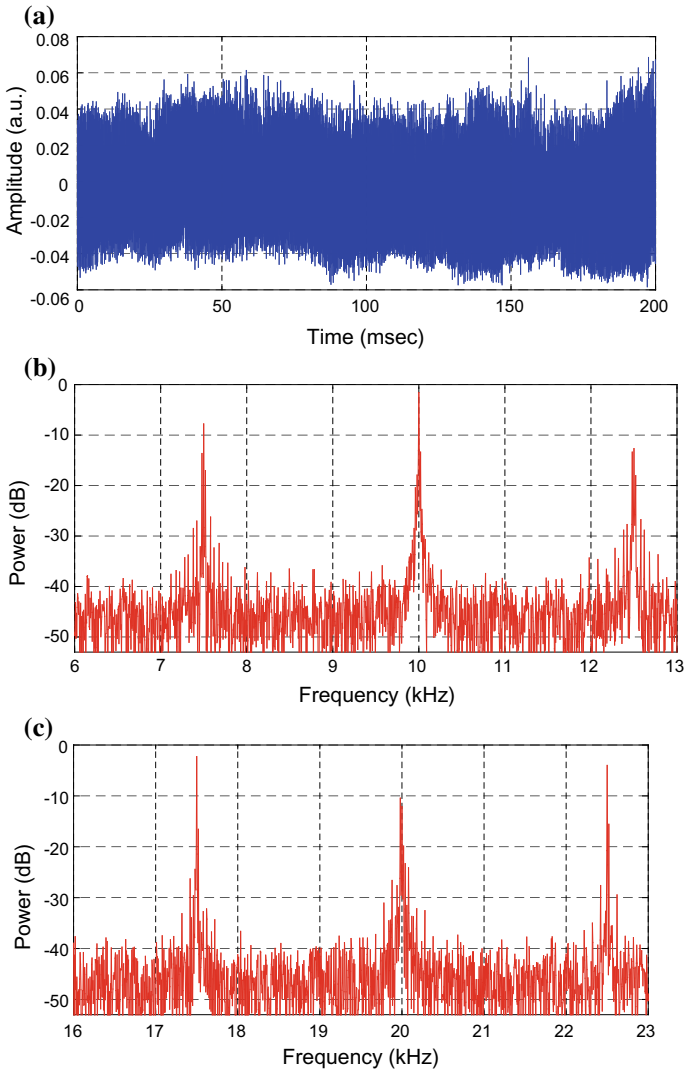 (a)
0.08
0.06
0.04
0.02
0
-0.02
-0.04
-0.06
Amplitude (a.u.)
0 50 100 150 200
Time (msec)
(b)
0
-10
-20
-30
-40
-50
Power (dB)
6 7 8 9 10 11 12 13
Frequency (kHz)
(c)
0
-10
-20
-30
-40
-50
Power (dB)
16 17 18 19 20 21 22 23
Frequency (kHz)